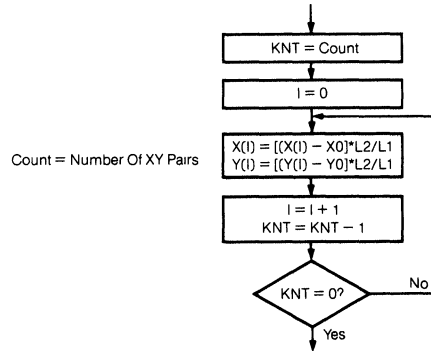 KNT = Count
I = 0
Count = Number Of XY Pairs
X(I) = [(X(I) – X0]*L2/L1
Y(I) = [(Y(I) – Y0]*L2/L1
I = I + 1
KNT = KNT – 1
KNT = 0?
No
Yes